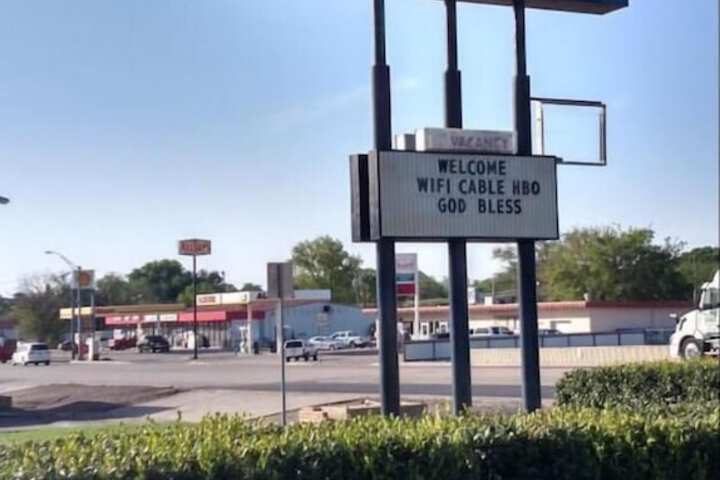 VACANCY
WELCOME
WIFI CABLE HBO
GOD BLESS